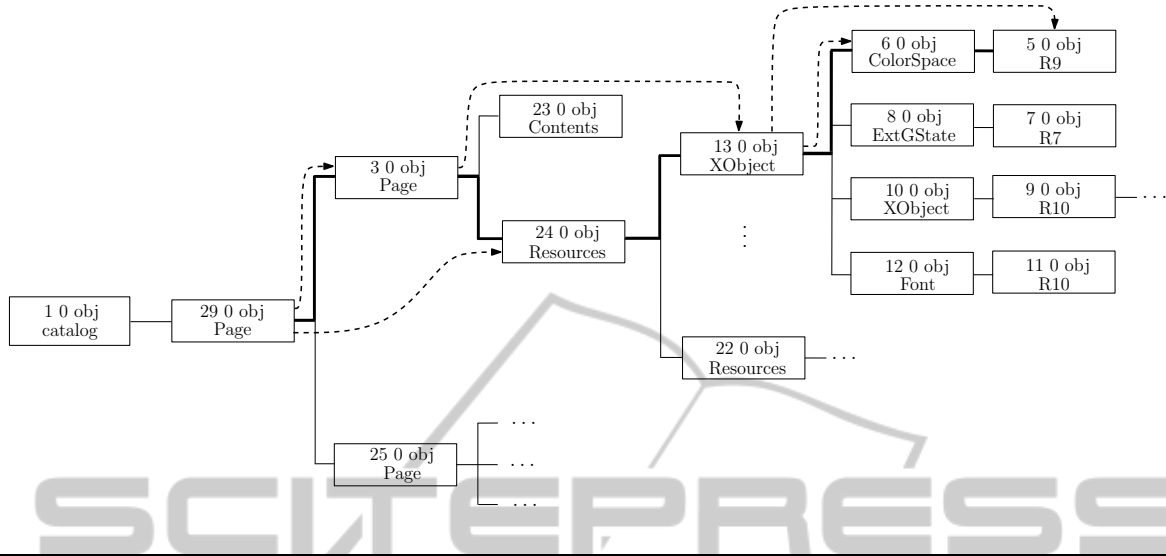 1 0 obj
catalog
29 0 obj
Page
3 0 obj
Page
25 0 obj
Page
23 0 obj
Contents
24 0 obj
Resources
. . .
. . .
. . .
13 0 obj
XObject
22 0 obj
Resources
. . .
6 0 obj
ColorSpace
5 0 obj
R9
8 0 obj
ExtGState
7 0 obj
R7
10 0 obj
XObject
9 0 obj
R10
. . .
12 0 obj
Font
11 0 obj
R10
SCITEPRESS